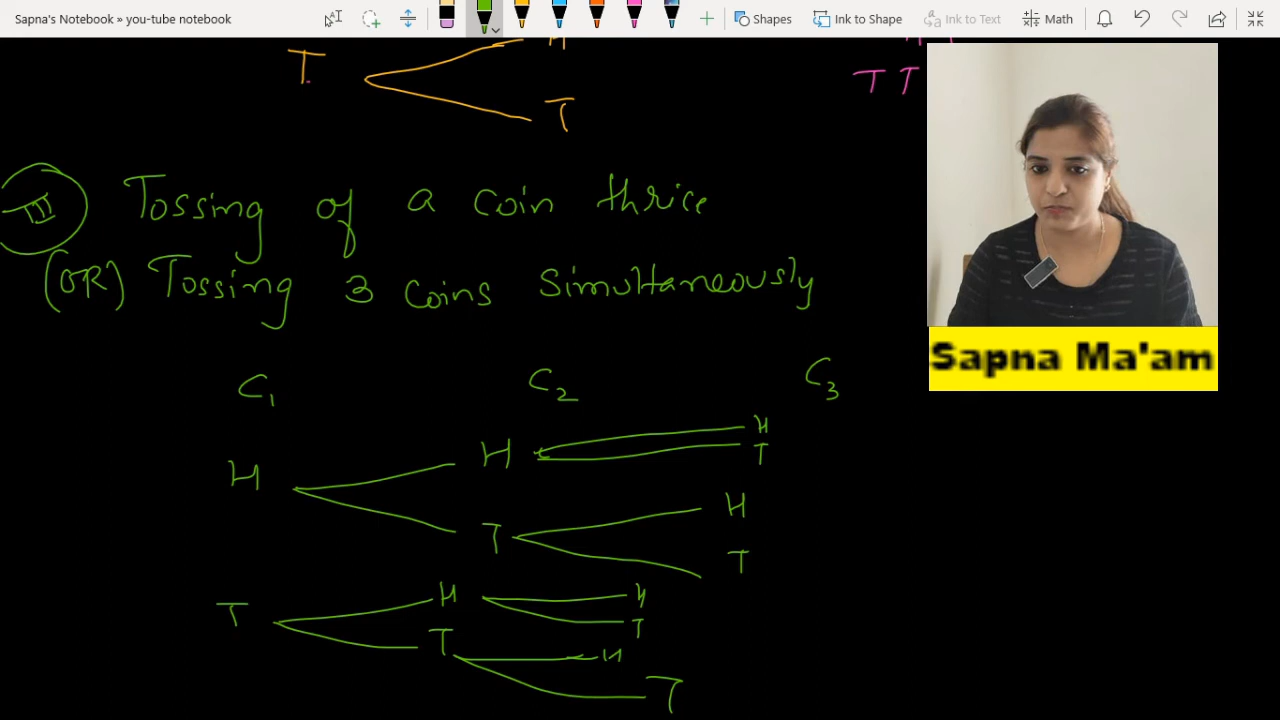 Sapna's Notebook » you-tube notebook
Shapes
Ink to Shape
Ink to Text
Math
H
T
T
T T
III Tossing of a coin thrice
(OR) Tossing 3 coins simultaneously
C1 C2 C3
H H H
T
T H
T
T H H
T
T H
T
Sapna Ma'am